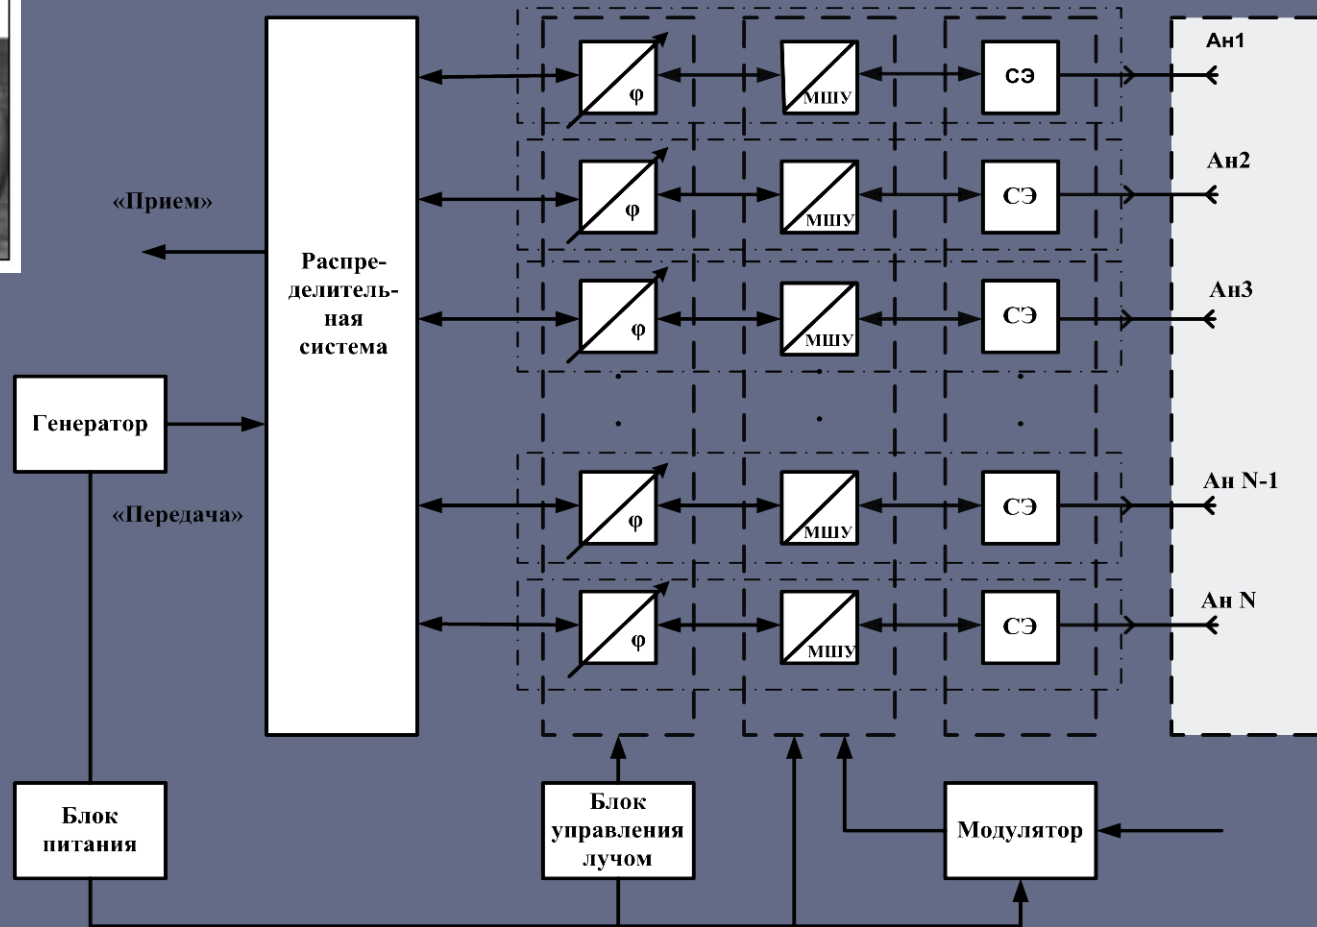 Ан1
φ
МШУ
СЭ
Ан2
φ
МШУ
СЭ
«Прием»
Распре-
делитель-
ная
система
Ан3
φ
МШУ
СЭ
Генератор
«Передача»
Ан N-1
φ
МШУ
СЭ
Ан N
φ
МШУ
СЭ
Блок
питания
Блок
управления
лучом
Модулятор